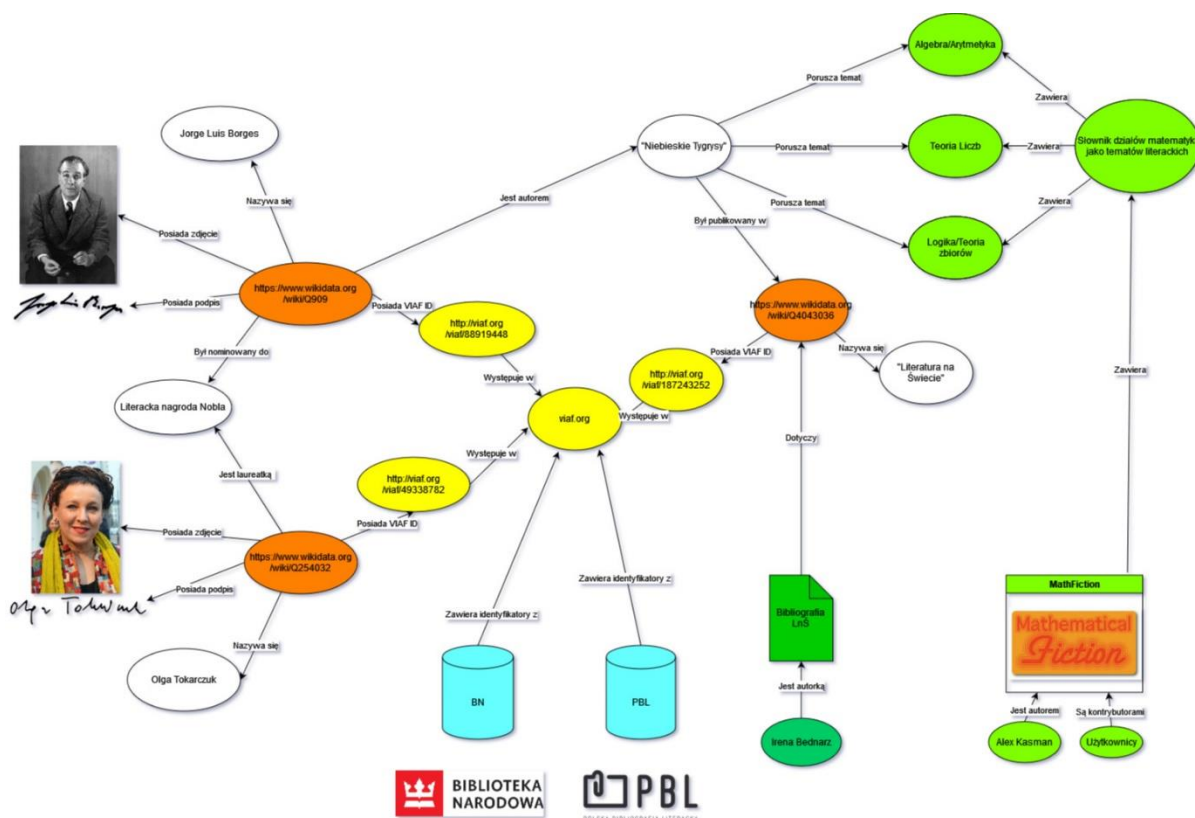 Algebra/Arytmetyka
Porusza temat
Zawiera
Jorge Luis Borges
"Niebieskie Tygrysy"
Porusza temat
Teoria Liczb
Zawiera
Słownik działów matematyki
jako tematów literackich
Nazywa się
Jest autorem
Był publikowany w
Porusza temat
Zawiera
Posiada zdjęcie
Logika/Teoria
zbiorów
https://www.wikidata.org
/wiki/Q909
Posiada podpis
Posiada VIAF ID
http://viaf.org
/viaf/88919448
https://www.wikidata.org
/wiki/Q4043036
Był nominowany do
Posiada VIAF ID
Nazywa się
Występuje w
http://viaf.org
/viaf/187243252
"Literatura na
Świecie"
Zawiera
Literacka nagroda Nobla
viaf.org
Występuje w
Dotyczy
Występuje w
Jest laureatką
http://viaf.org
/viaf/49338782
Posiada VIAF ID
Posiada zdjęcie
https://www.wikidata.org
/wiki/Q254032
Posiada podpis
Olga Tokarczuk
Nazywa się
Zawiera identyfikatory z
Zawiera identyfikatory z
Bibliografia
LnŚ
MathFiction
Mathematical
Fiction
Olga Tokarczuk
BN
PBL
Jest autorką
Jest autorem
Są kontrybutorami
Irena Bednarz
Alex Kasman
Użytkownicy
BIBLIOTEKA
NARODOWA
PBL
POLSKA BIBLIOGRAFIA LITERACKA